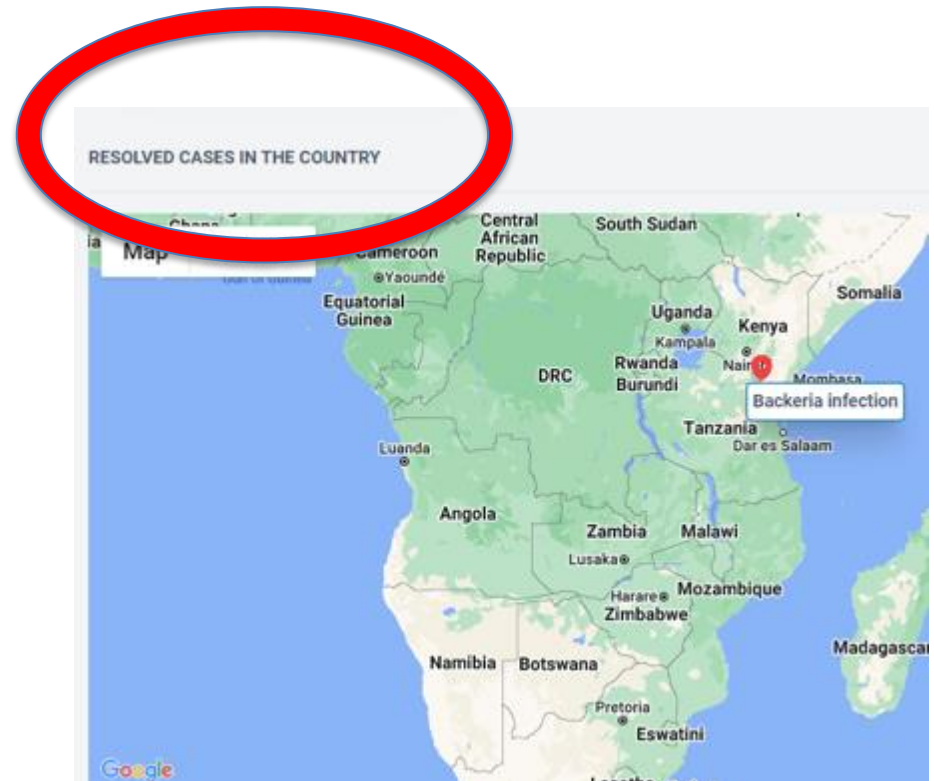 RESOLVED CASES IN THE COUNTRY
Map
Central
African
Republic
South Sudan
Cameroon
Yaoundé
Equatorial
Guinea
Somalia
Uganda
Kampala
Kenya
DRC
Rwanda
Burundi
Nair
Mombasa
Backeria infection
Tanzania
Dar es Salaam
Luanda
Angola
Zambia
Malawi
Lusaka
Harare
Mozambique
Zimbabwe
Madagascar
Namibia
Botswana
Pretoria
Eswatini
Google